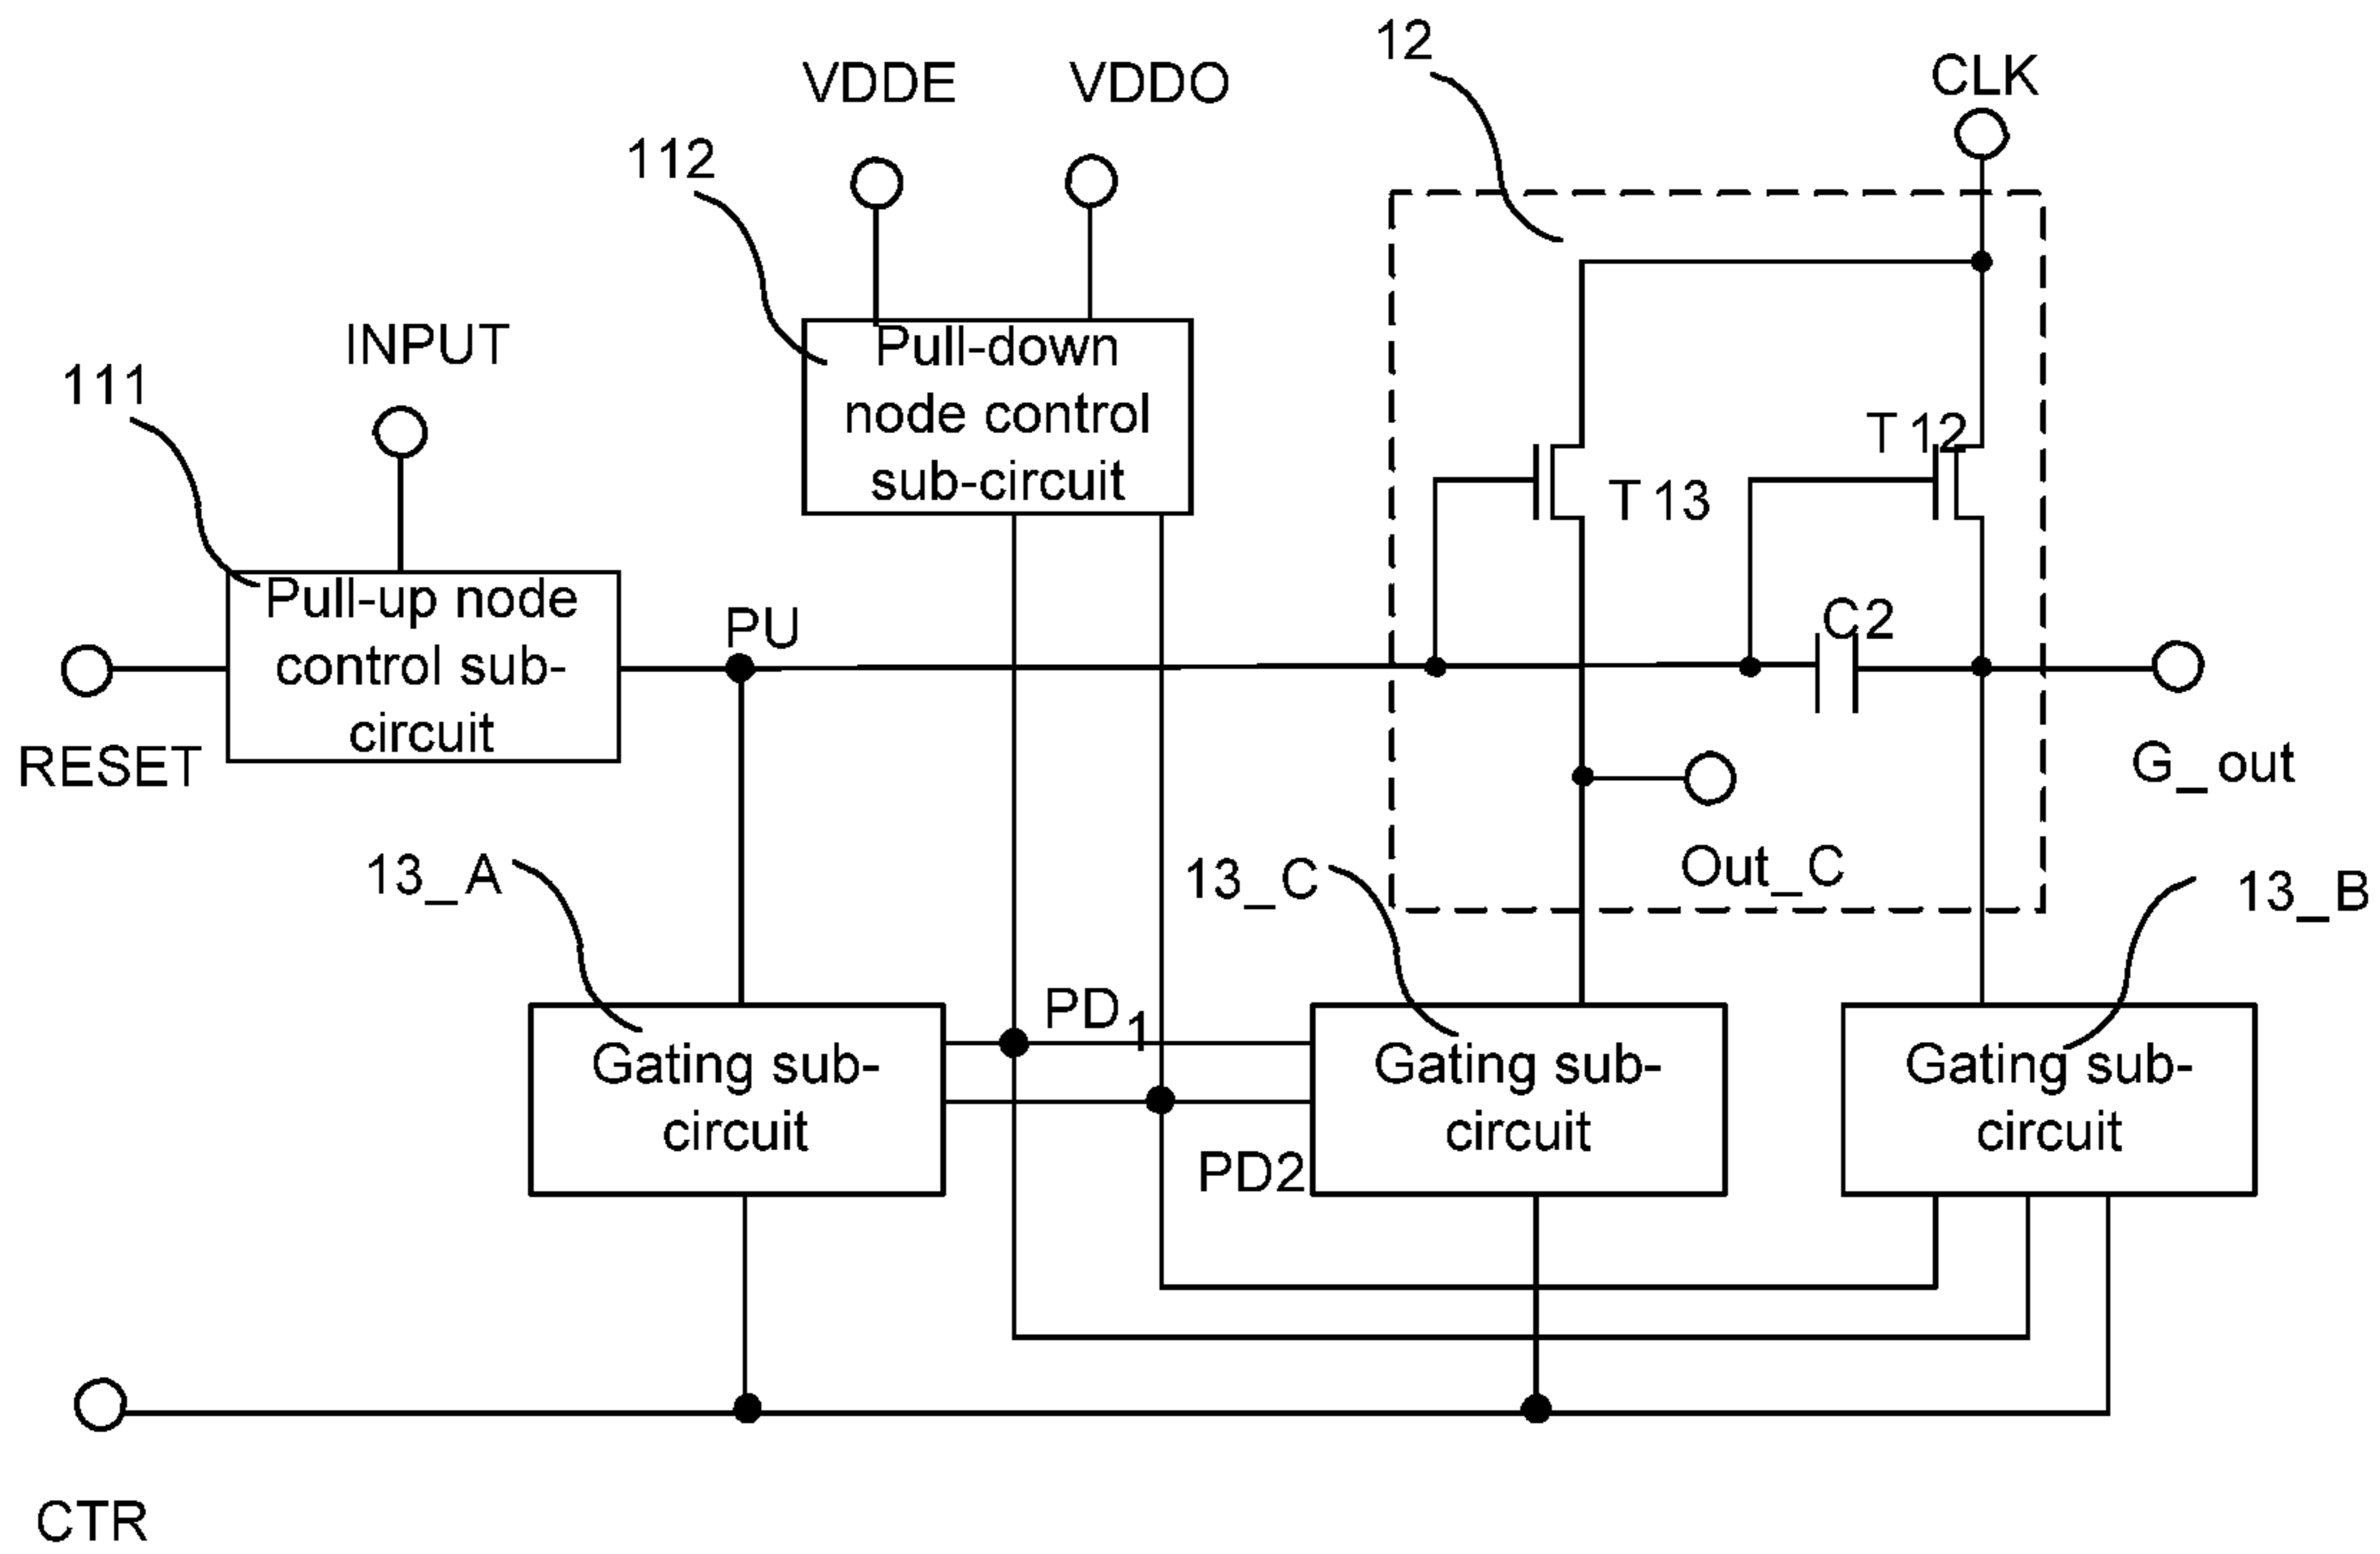 12
CLK
VDDE
VDDO
112
INPUT
111
Pull-down
node control
sub-circuit
T 12
T 13
Pull-up node
control sub-
circuit
PU
C2
RESET
G_out
Out_C
13_A
13_C
13_B
PD1
Gating sub-
circuit
Gating sub-
circuit
Gating sub-
circuit
PD2
CTR